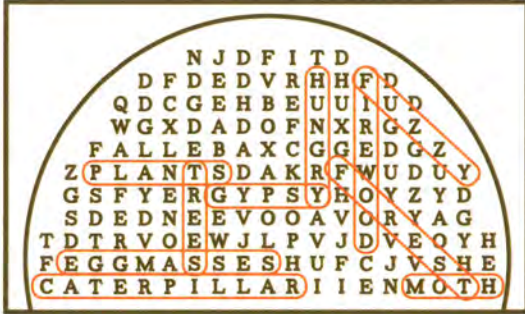 N J D F I T D
D F D E D V R H H F D
Q D C G E H B E U U I U D
W G X D A D O F N X R G Z
F A L L E B A X C G G E D G Z
Z P L A N T S D A K R F W U D U Y
G S F Y E R G Y P S Y H O Y Z Y D
S D E D N E E V O O A V O R Y A G
T D T R V O E W J L P V J D V E O Y H
F E G G M A S S E S H U F C J V S H E
C A T E R P I L L A R I I E N M O T H